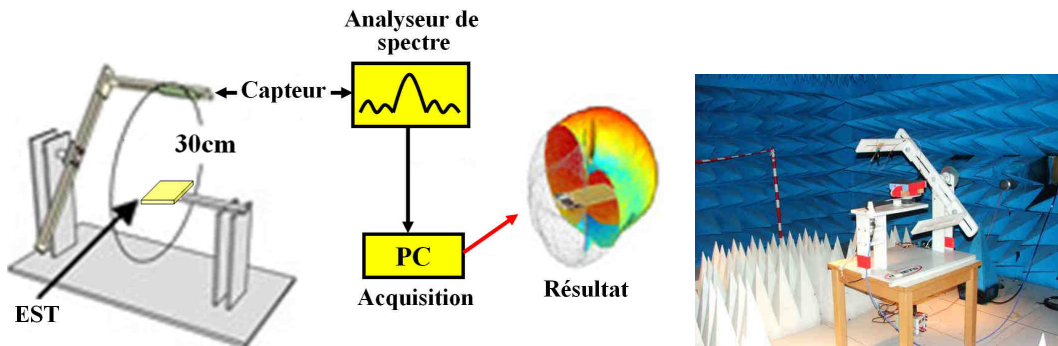 Analyseur de
spectre
Capteur
30cm
EST
PC
Acquisition
Résultat